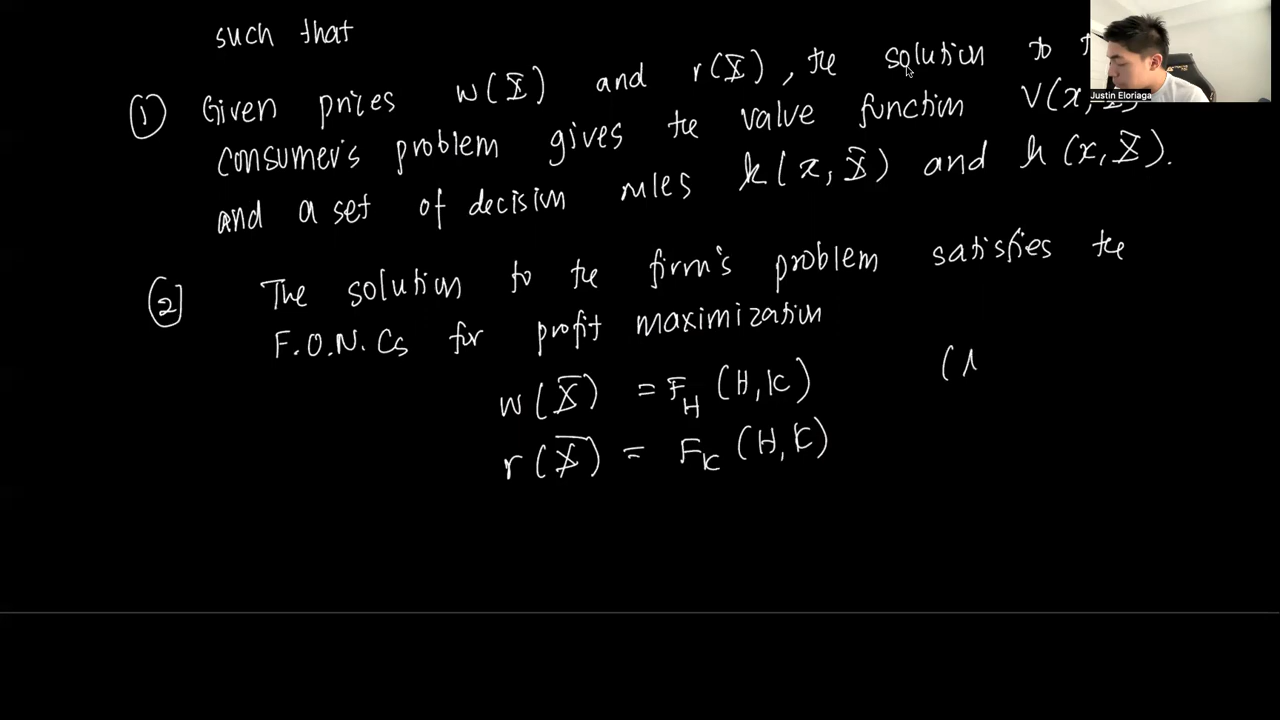 such that
① Given prices w(X) and r(X), the solution to
consumer's problem gives the value function V(x,
and a set of decision rules k(x, X) and h(x, X).
② The solution to the firm's problem satisfies the
F.O.N.Cs for profit maximization
w(X) = F_H (H, K)
r(X) = F_K (H, K)
Justin Eloriaga